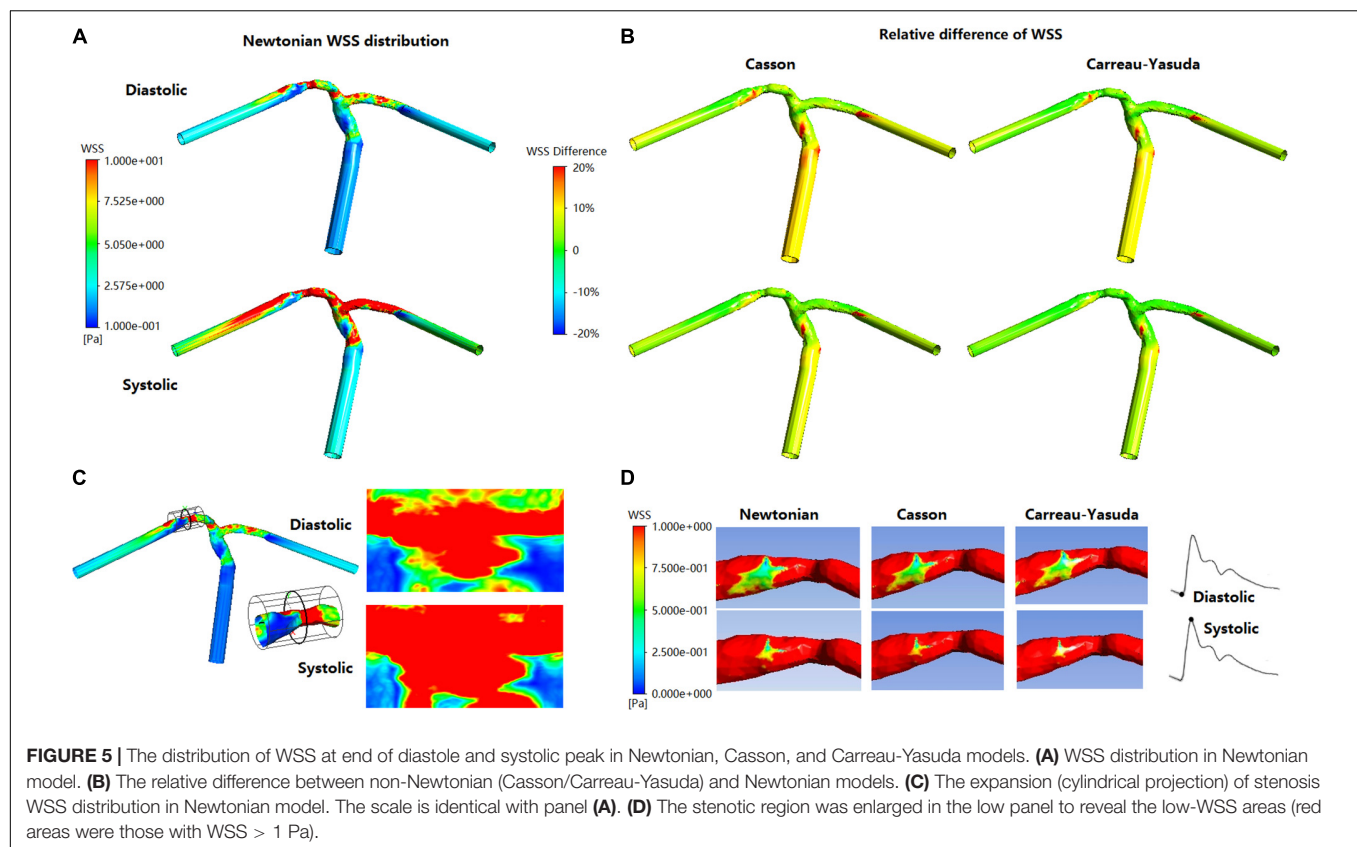 A
Newtonian WSS distribution
Diastolic
WSS
1.000e+001
7.525e+000
5.050e+000
2.575e+000
1.000e-001
[Pa]
Systolic
B
Relative difference of WSS
Casson
Carreau-Yasuda
WSS Difference
20%
10%
0
-10%
-20%
C
Diastolic
Systolic
D
WSS
1.000e+000
7.500e-001
5.000e-001
2.500e-001
0.000e+000
[Pa]
Newtonian
Casson
Carreau-Yasuda
Diastolic
Systolic
FIGURE 5 | The distribution of WSS at end of diastole and systolic peak in Newtonian, Casson, and Carreau-Yasuda models. (A) WSS distribution in Newtonian
model. (B) The relative difference between non-Newtonian (Casson/Carreau-Yasuda) and Newtonian models. (C) The expansion (cylindrical projection) of stenosis
WSS distribution in Newtonian model. The scale is identical with panel (A). (D) The stenotic region was enlarged in the low panel to reveal the low-WSS areas (red
areas were those with WSS > 1 Pa).